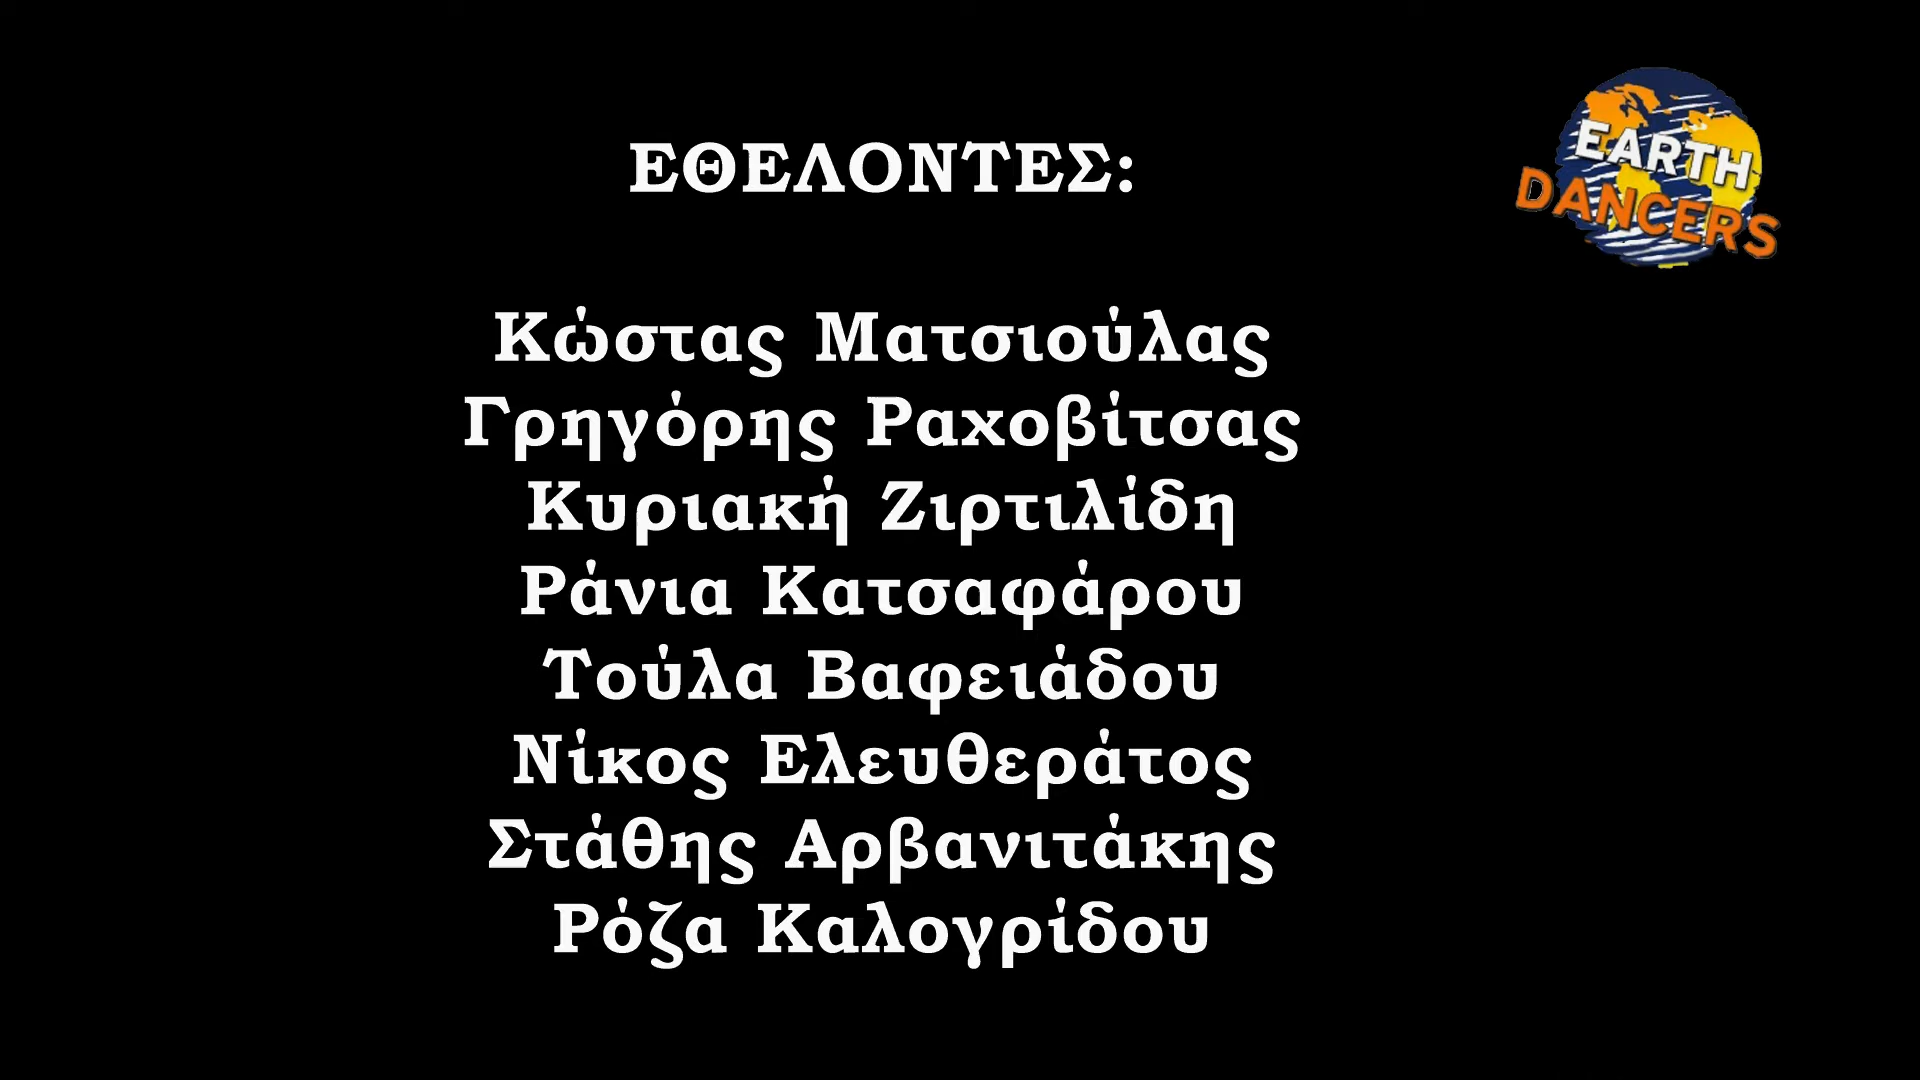 ΕΘΕΛΟΝΤΕΣ:
EARTH
DANCERS
Κώστας Ματσιούλας
Γρηγόρης Ραχοβίτσας
Κυριακή Ζιρτιλίδη
Ράνια Κατσαφάρου
Τούλα Βαφειάδου
Νίκος Ελευθεράτος
Στάθης Αρβανιτάκης
Ρόζα Καλογρίδου